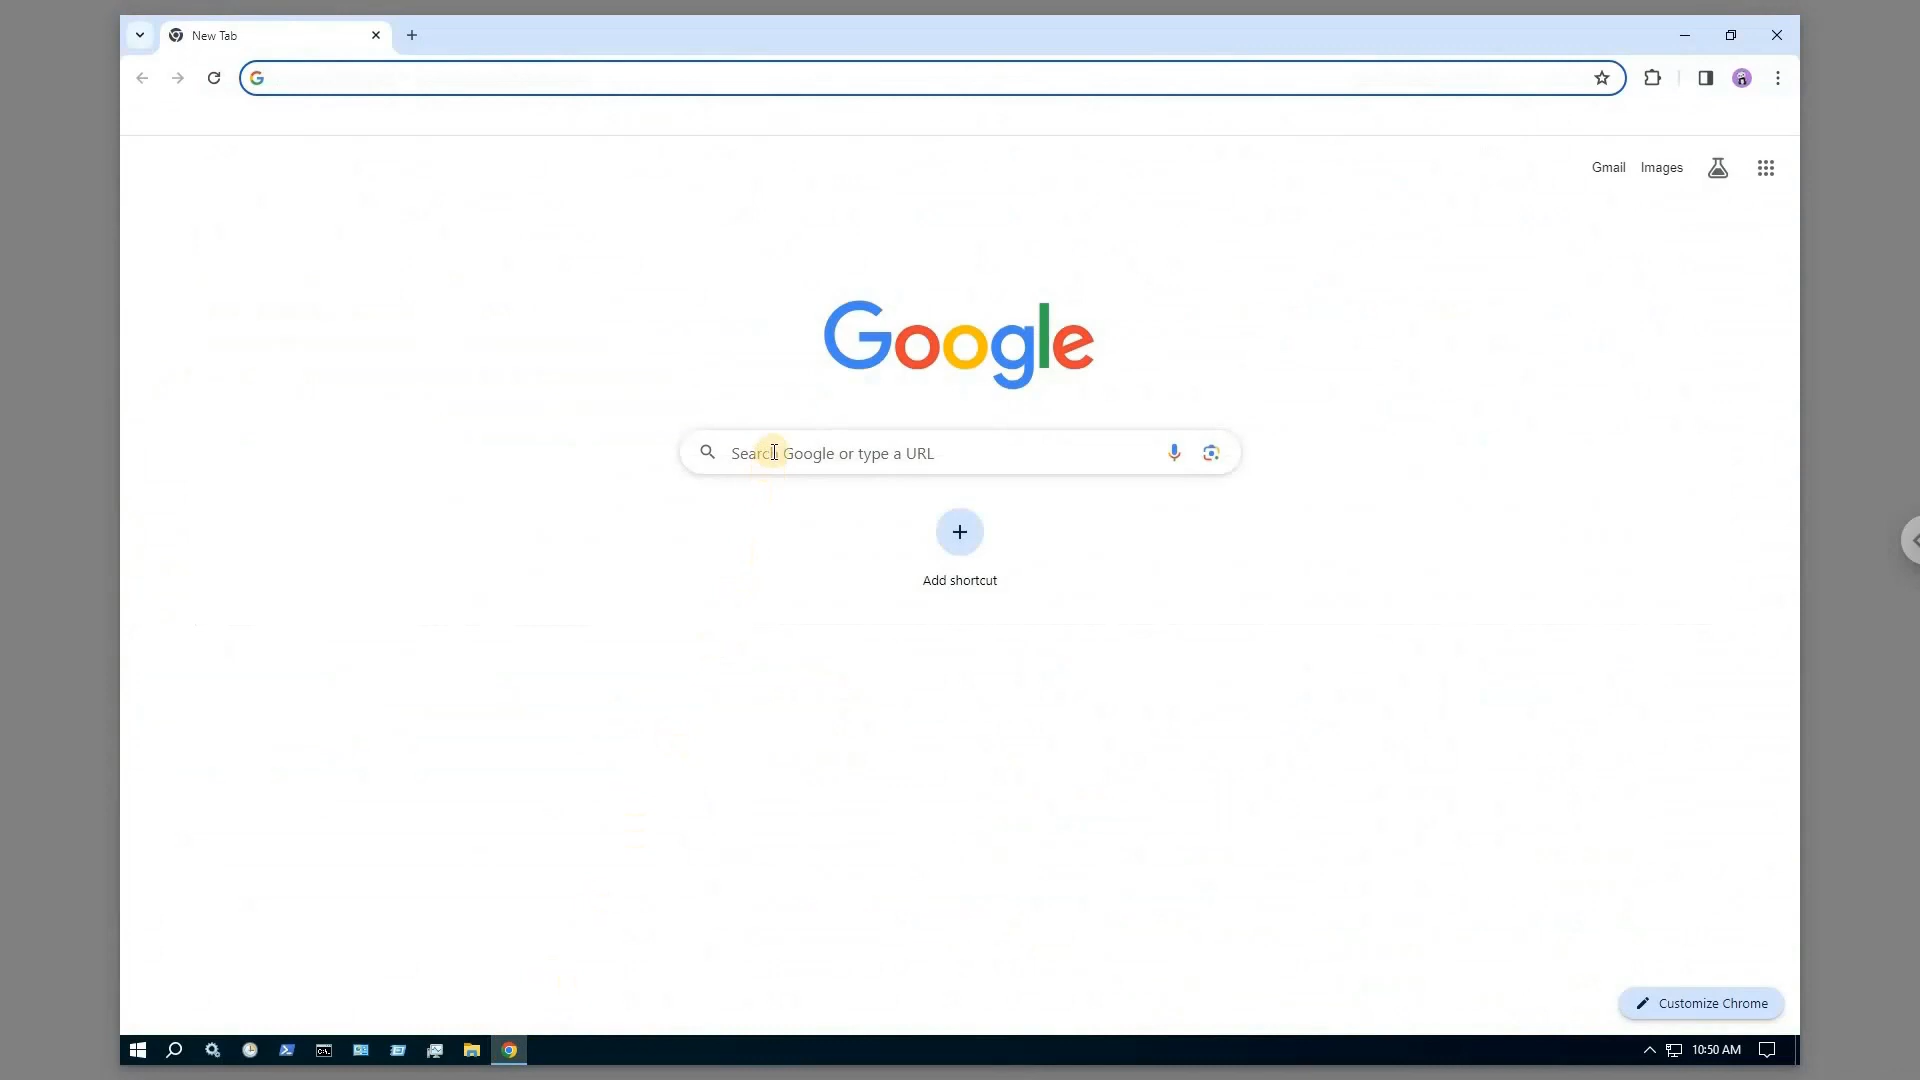 New Tab
Gmail Images
Google
Search Google or type a URL
Add shortcut
Customize Chrome
10:50 AM